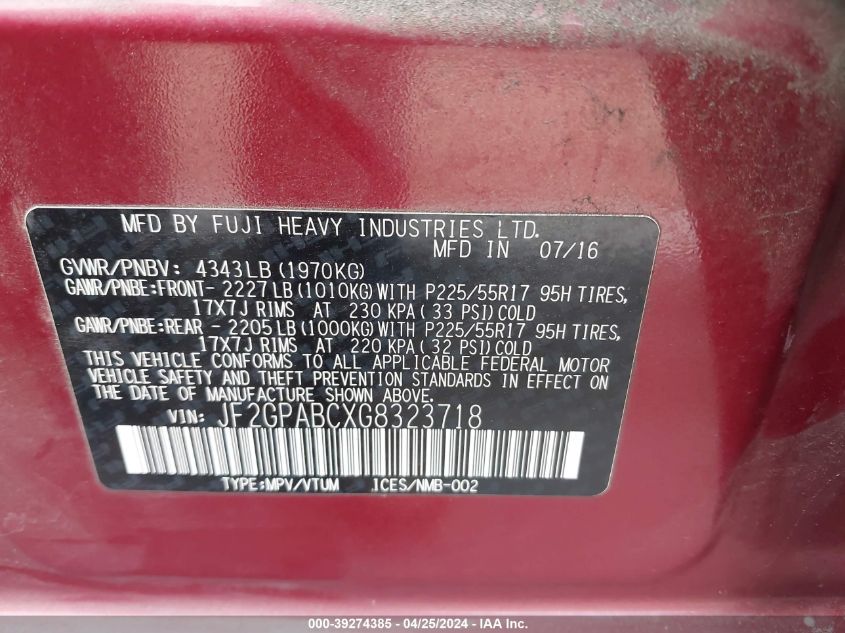 MFD BY FUJI HEAVY INDUSTRIES LTD.
MFD IN 07/16
GVWR/PNBV: 4343LB (1970KG)
GAWR/PNBE:FRONT- 2227LB (1010KG) WITH P225/55R17 95H TIRES,
17X7J RIMS AT 230 KPA ( 33 PSI) COLD
GAWR/PNBE:REAR - 2205LB (1000KG) WITH P225/55R17 95H TIRES,
17X7J RIMS AT 220 KPA ( 32 PSI) COLD
THIS VEHICLE CONFORMS TO ALL APPLICABLE FEDERAL MOTOR
VEHICLE SAFETY AND THEFT PREVENTION STANDARDS IN EFFECT ON
THE DATE OF MANUFACTURE SHOWN ABOVE.
VIN: JF2GPABCXG8323718
TYPE:MPV/VTUM ICES/NMB-002
000-39274385 - 04/25/2024 - IAA Inc.